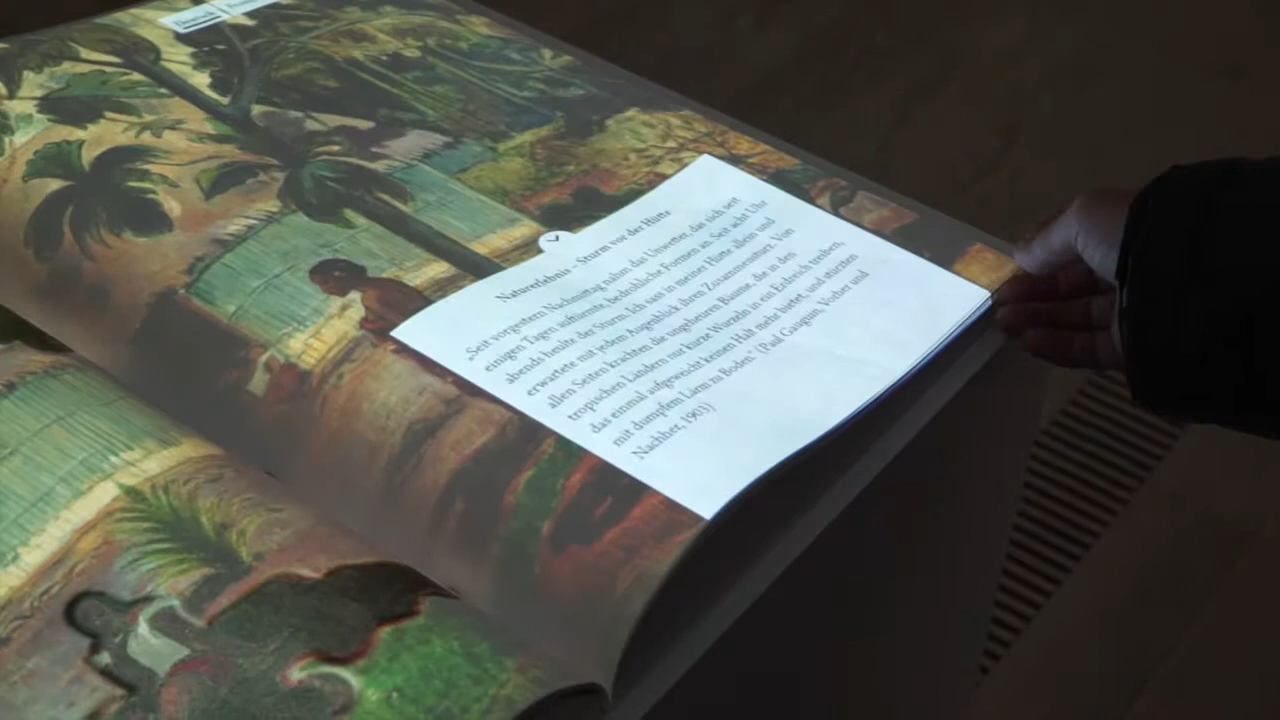 Deutsch
Naturerlebnis – Sturm vor der Hütte
„Seit vorgestern Nachmittag nahm das Unwetter, das sich seit
einigen Tagen auftürmte, bedrohliche Formen an. Seit acht Uhr
abends heulte der Sturm. Ich sass in meiner Hütte allein und
erwartete mit jedem Augenblick ihren Zusammensturz. Von
allen Seiten krachten die ungeheuren Bäume, die in den
tropischen Ländern nur kurze Wurzeln in ein Erdreich treiben,
das einmal aufgeweicht keinen Halt mehr bietet, und stürzten
mit dumpfem Lärm zu Boden.“ (Paul Gauguin, Vorher und
Nachher, 1903)